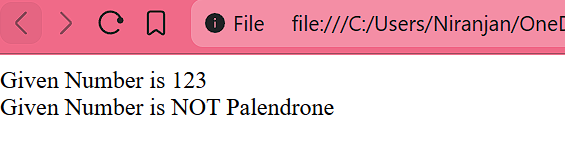 File file:///C:/Users/Niranjan/OneD
Given Number is 123
Given Number is NOT Palendrone